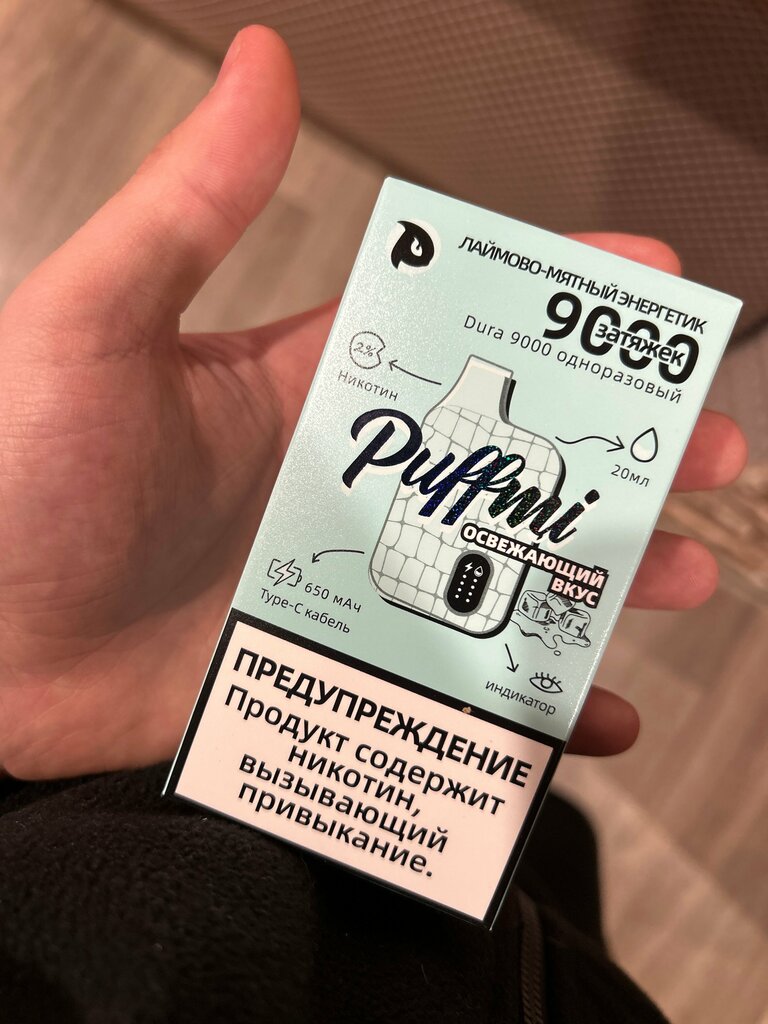 P
ЛАЙМОВО-МЯТНЫЙ ЭНЕРГЕТИК
9000
затяжек
Dura 9000 одноразовый
2%
Никотин
20мл
Puffmi
ОСВЕЖАЮЩИЙ
ВКУС
650 мАч
Type-C кабель
индикатор
ПРЕДУПРЕЖДЕНИЕ
Продукт содержит
никотин,
вызывающий
привыкание.